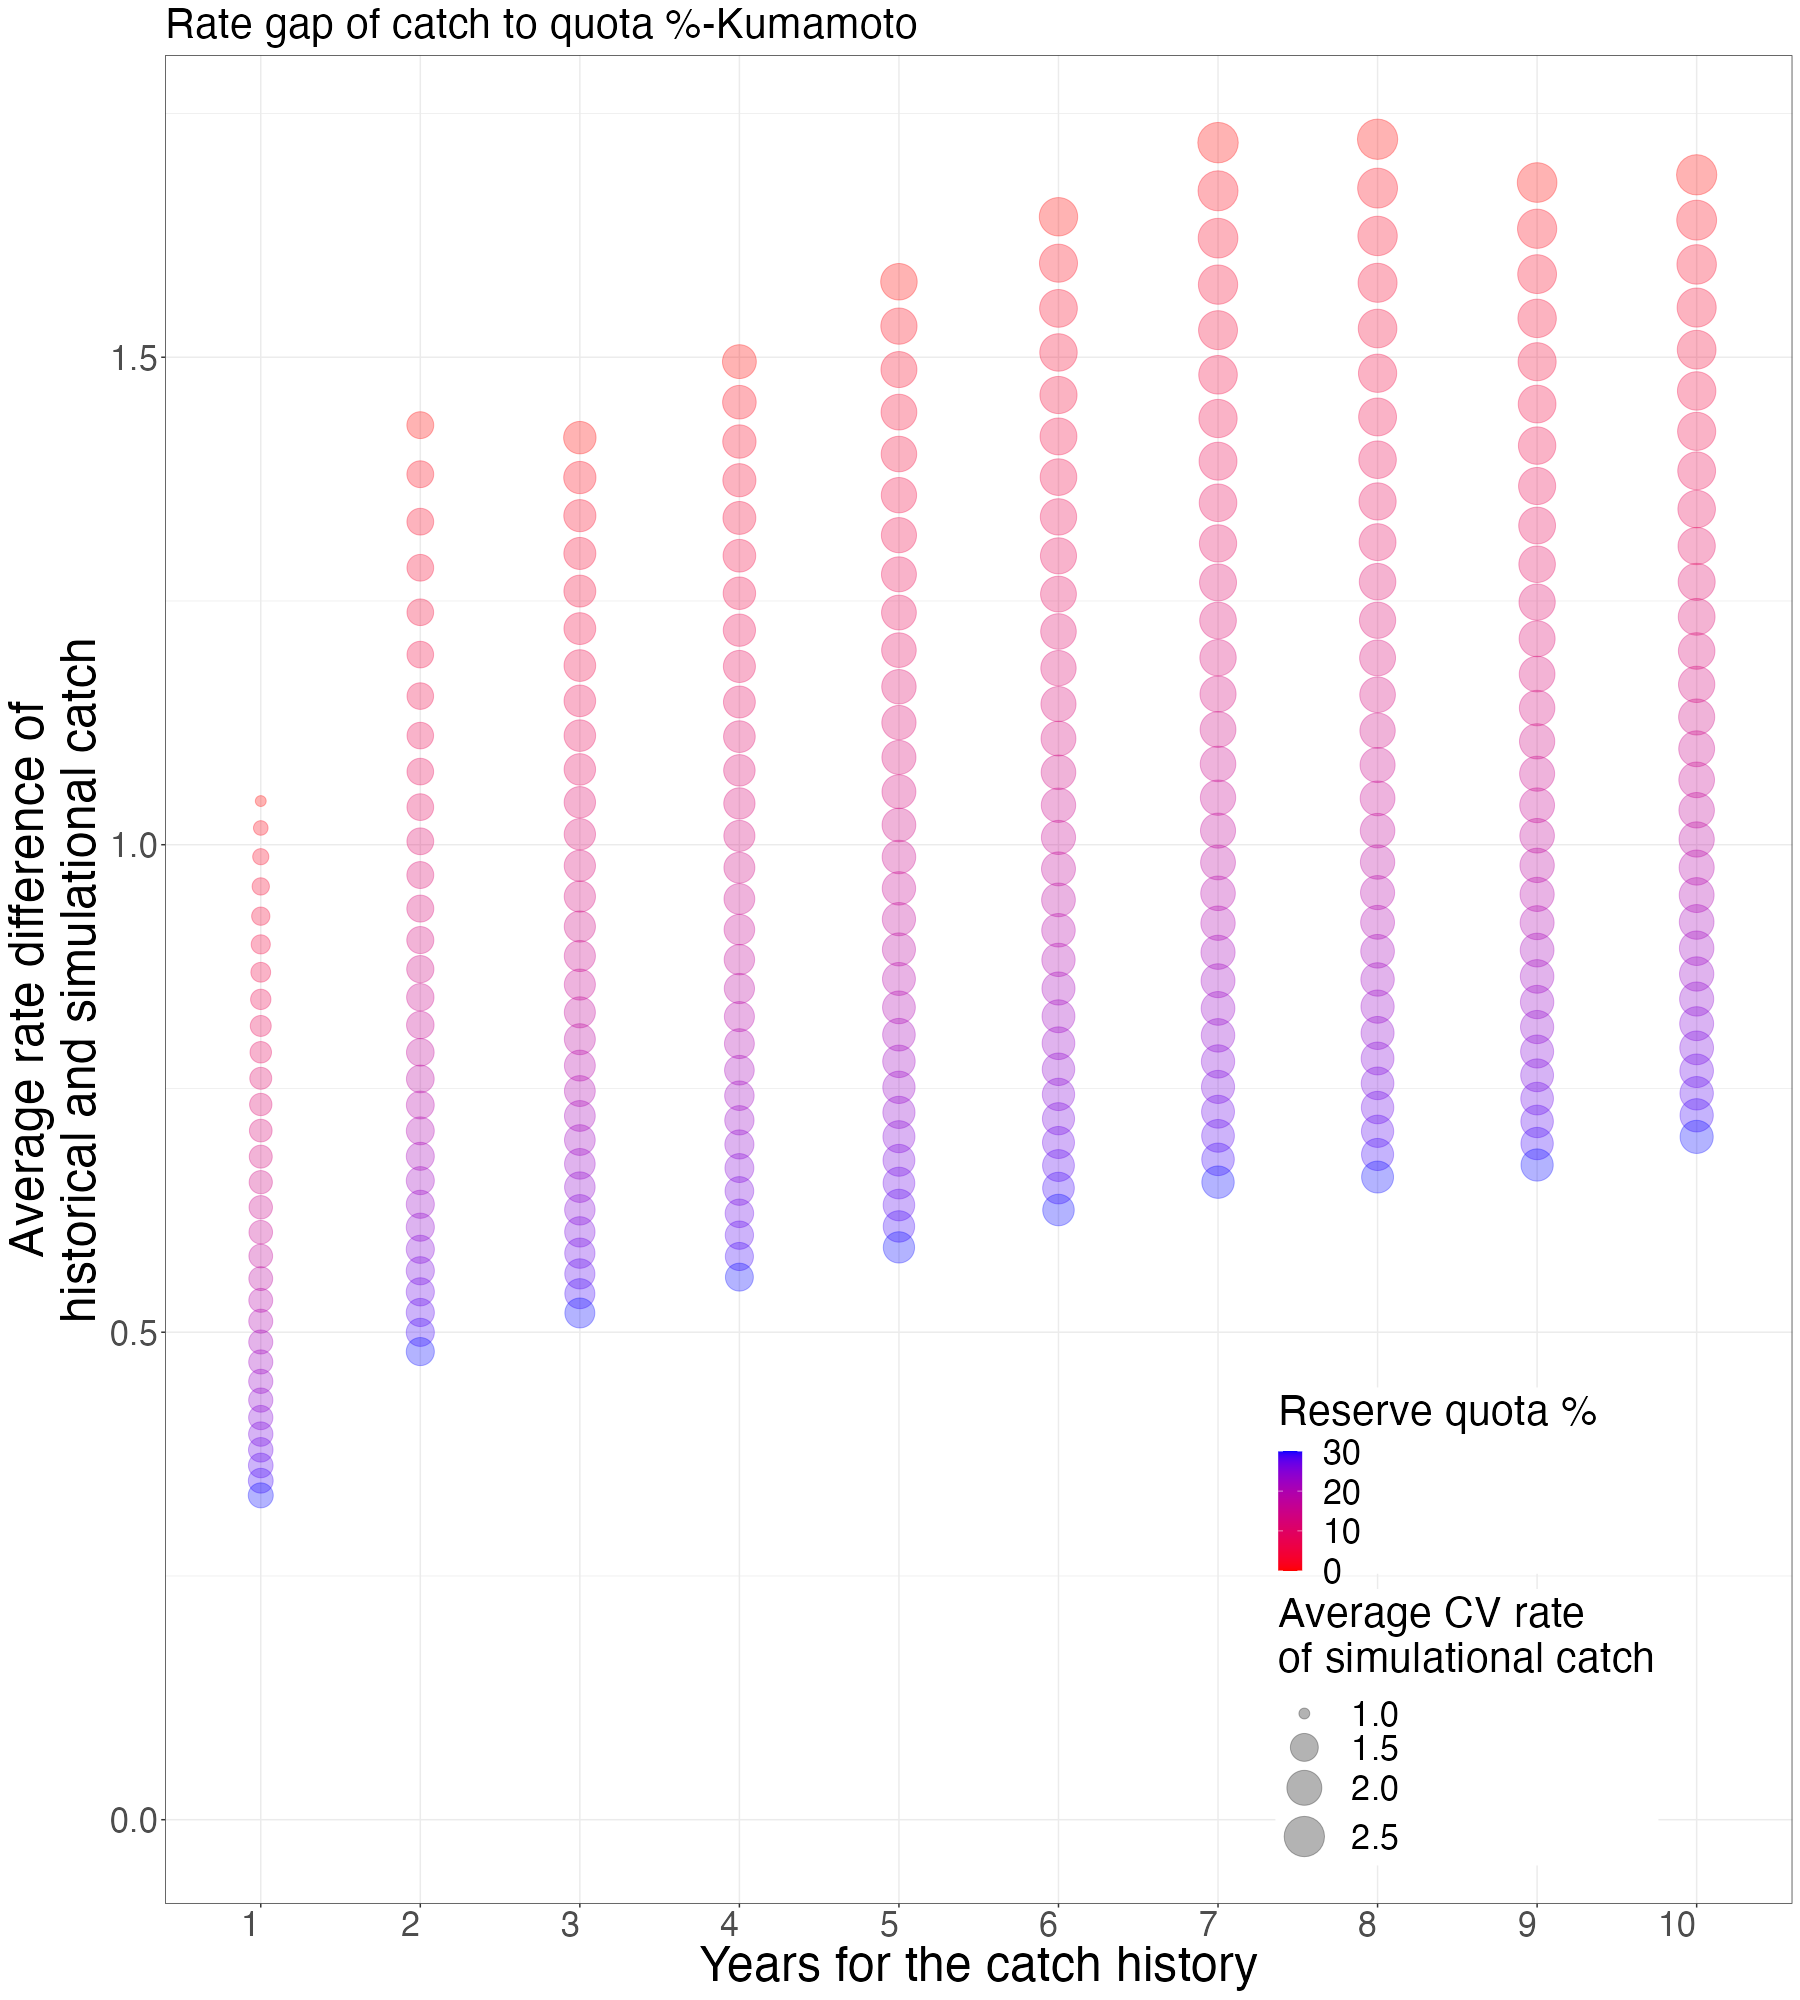 Rate gap of catch to quota %-Kumamoto
Average rate difference of
historical and simulational catch
1.5
1.0
0.5
0.0
Reserve quota %
30
20
10
0
Average CV rate
of simulational catch
1.0
1.5
2.0
2.5
1 2 3 4 5 6 7 8 9 10
Years for the catch history